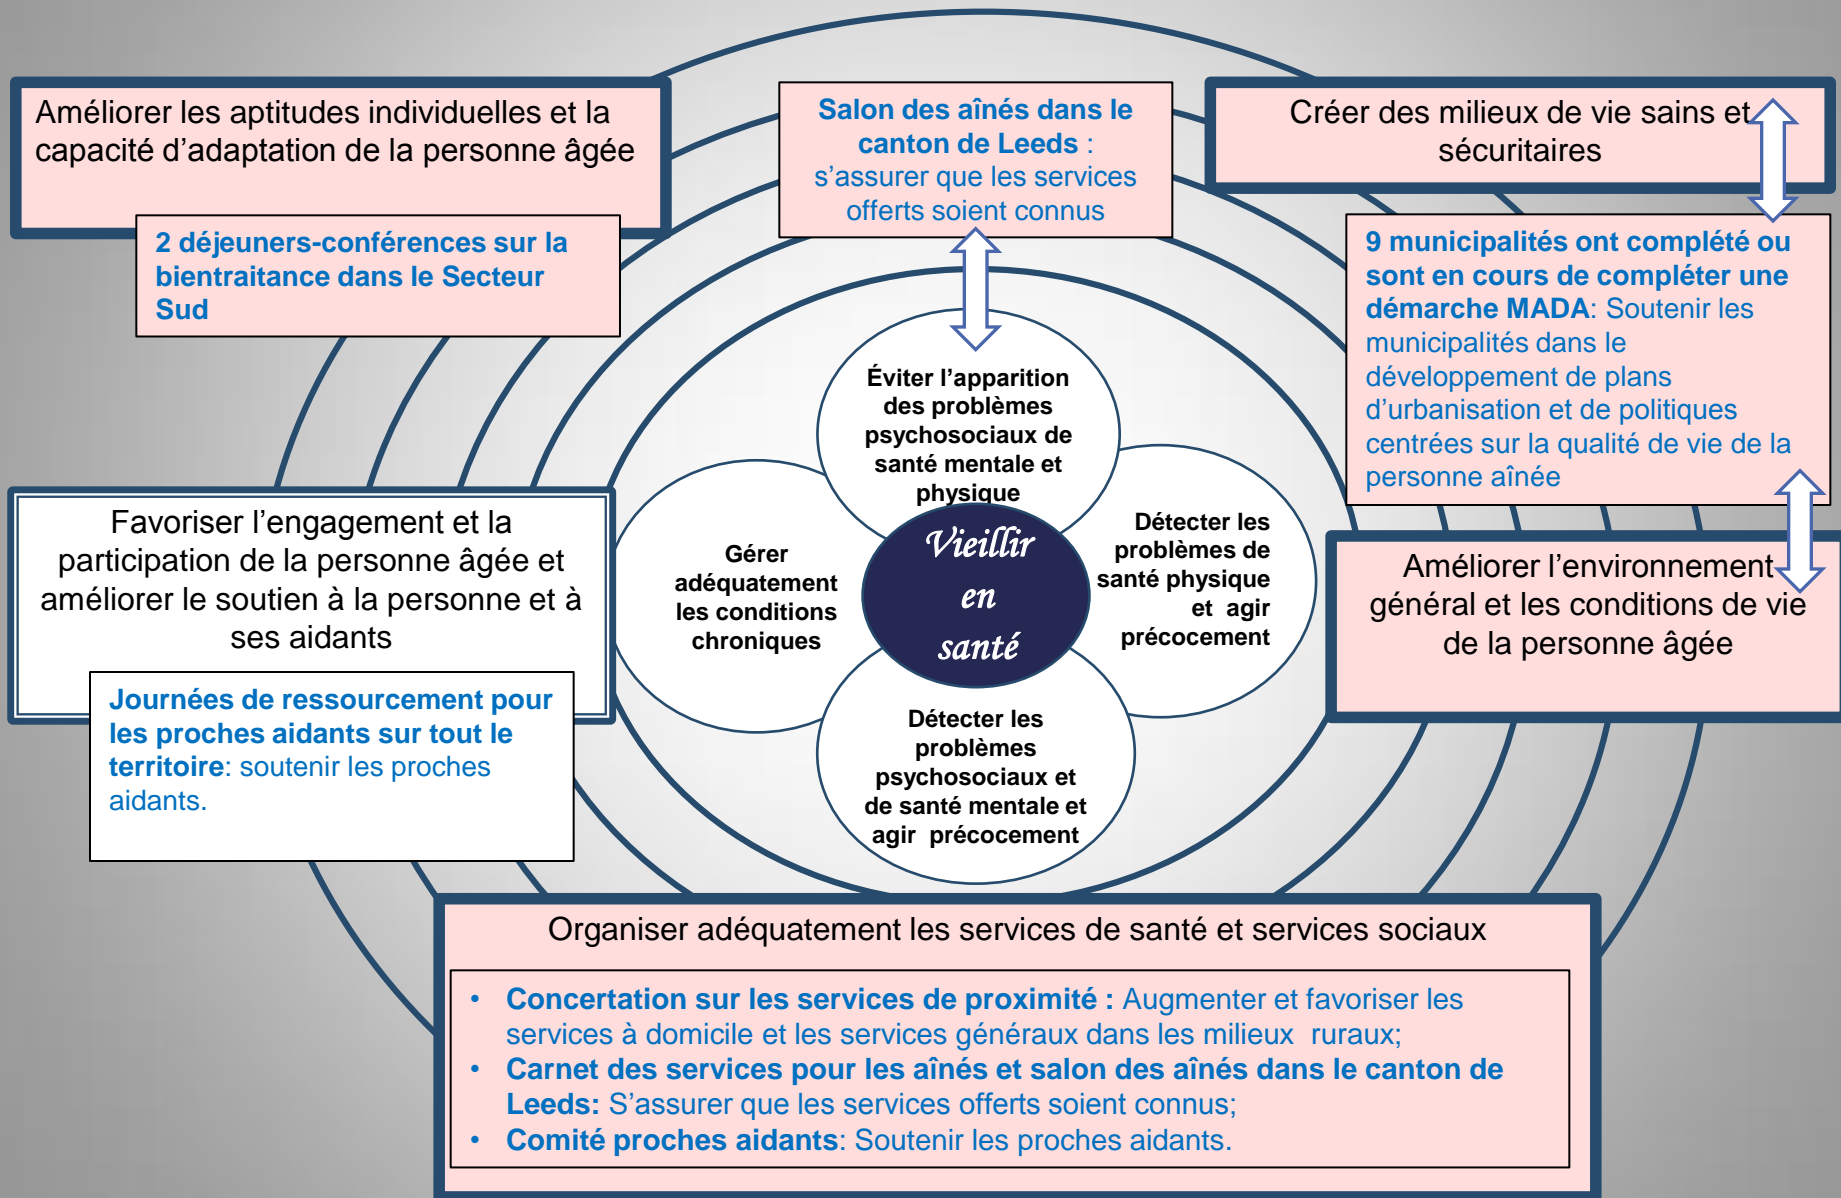 Améliorer les aptitudes individuelles et la
capacité d’adaptation de la personne âgée
2 déjeuners-conférences sur la
bientraitance dans le Secteur
Sud
Salon des aînés dans le
canton de Leeds :
s’assurer que les services
offerts soient connus
Créer des milieux de vie sains et
sécuritaires
9 municipalités ont complété ou
sont en cours de compléter une
démarche MADA: Soutenir les
municipalités dans le
développement de plans
d’urbanisation et de politiques
centrées sur la qualité de vie de la
personne aînée
Éviter l’apparition
des problèmes
psychosociaux de
santé mentale et
physique
Favoriser l’engagement et la
participation de la personne âgée et
améliorer le soutien à la personne et à
ses aidants
Journées de ressourcement pour
les proches aidants sur tout le
territoire: soutenir les proches
aidants.
Gérer
adéquatement
les conditions
chroniques
Vieillir
en
santé
Détecter les
problèmes de
santé physique
et agir
précocement
Améliorer l’environnement
général et les conditions de vie
de la personne âgée
Détecter les
problèmes
psychosociaux et
de santé mentale et
agir précocement
Organiser adéquatement les services de santé et services sociaux
• Concertation sur les services de proximité : Augmenter et favoriser les
services à domicile et les services généraux dans les milieux ruraux;
• Carnet des services pour les aînés et salon des aînés dans le canton de
Leeds: S’assurer que les services offerts soient connus;
• Comité proches aidants: Soutenir les proches aidants.